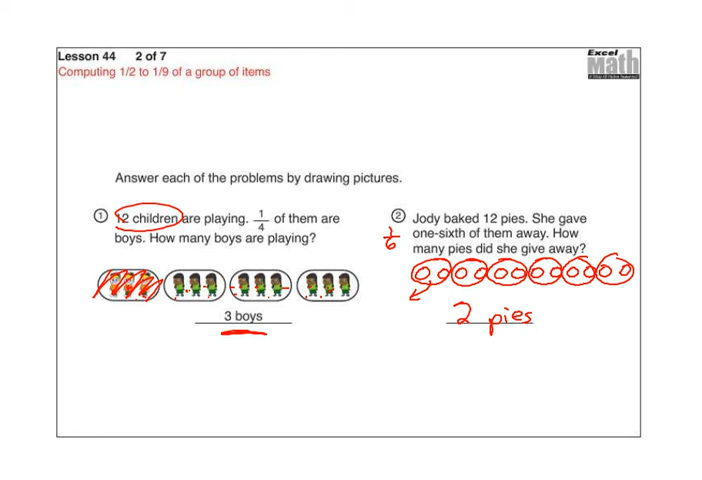 Lesson 44 2 of 7
Computing 1/2 to 1/9 of a group of items
Excel
Math
Answer each of the problems by drawing pictures.
1 12 children are playing. 1/4 of them are
boys. How many boys are playing?
3 boys
2 Jody baked 12 pies. She gave
one-sixth of them away. How
many pies did she give away?
1/6
2 pies